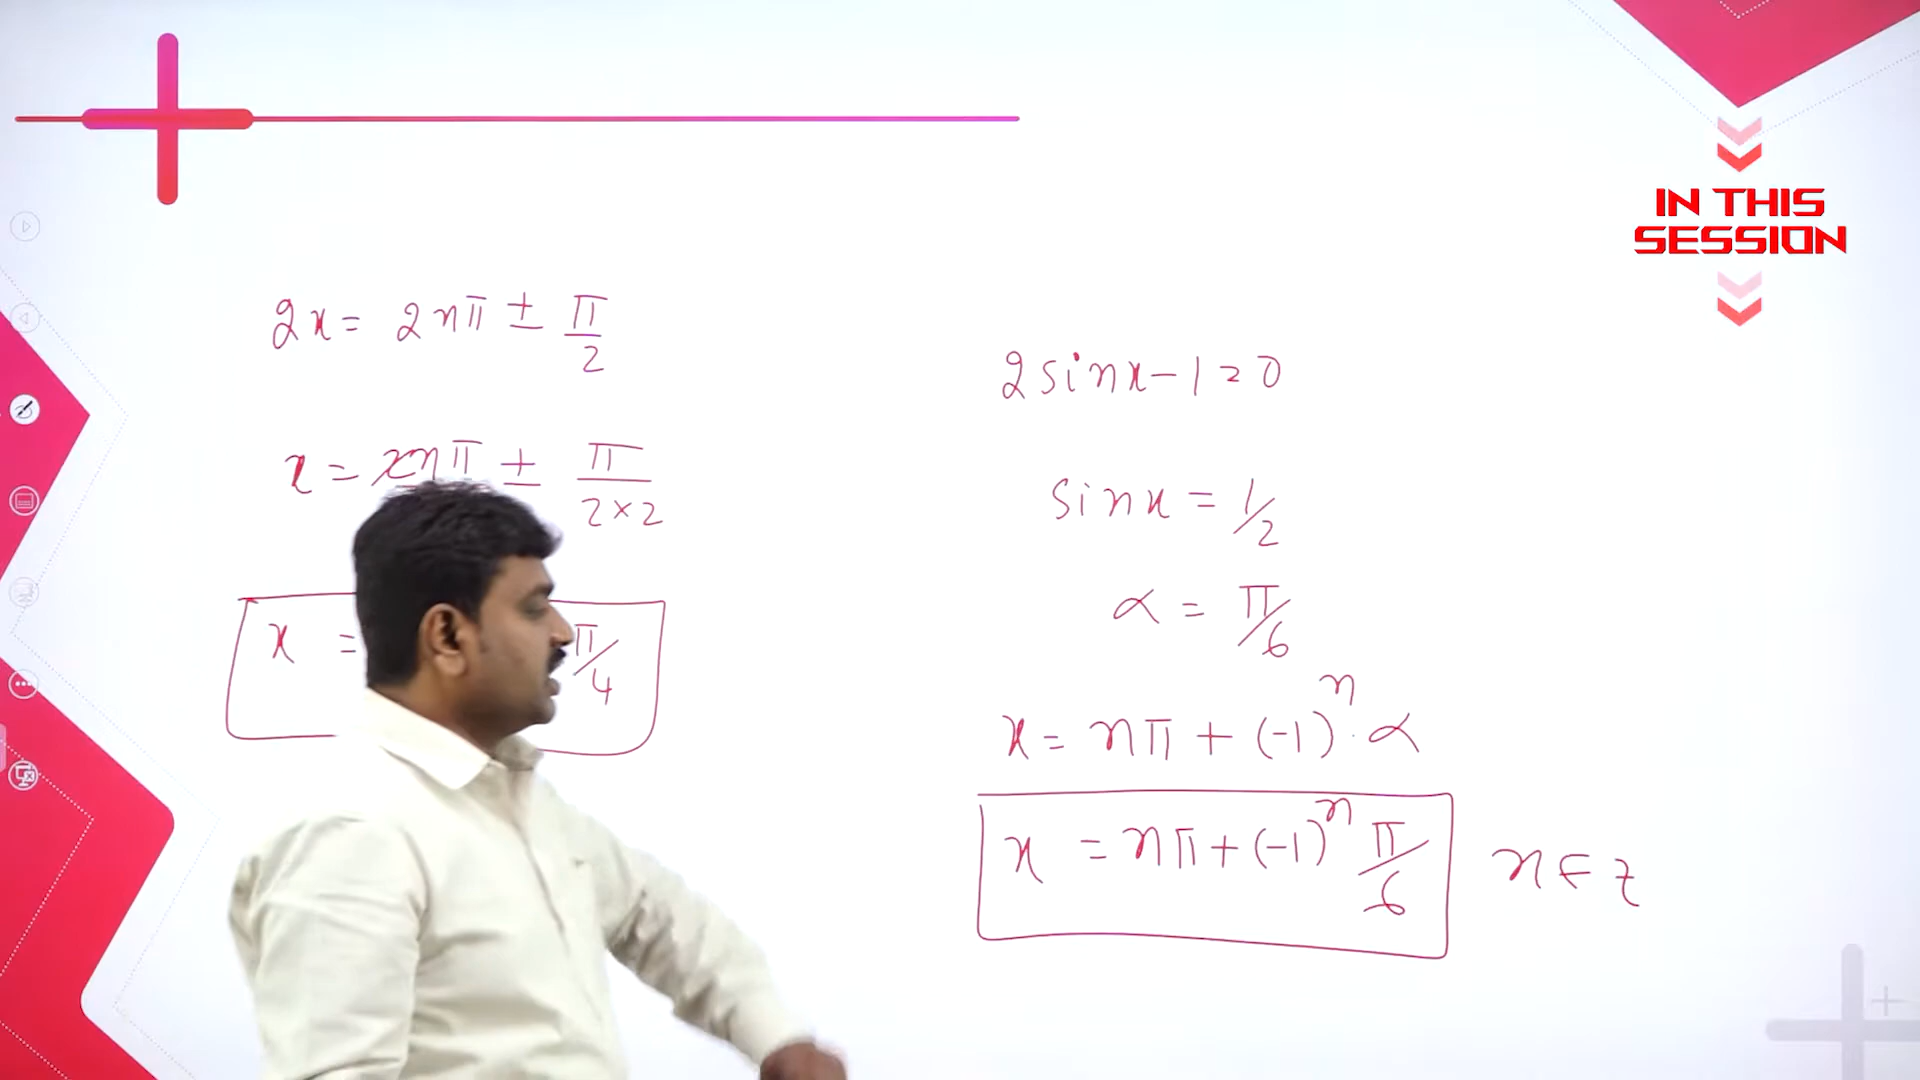 IN THIS
SESSION
2x = 2nπ ± π/2
x = 2nπ ± π/2×2
x = π/4
2sinx-1=0
sinx = 1/2
α = π/6
x = nπ + (-1)^n · α
x = nπ + (-1)^n π/6 n ∈ z